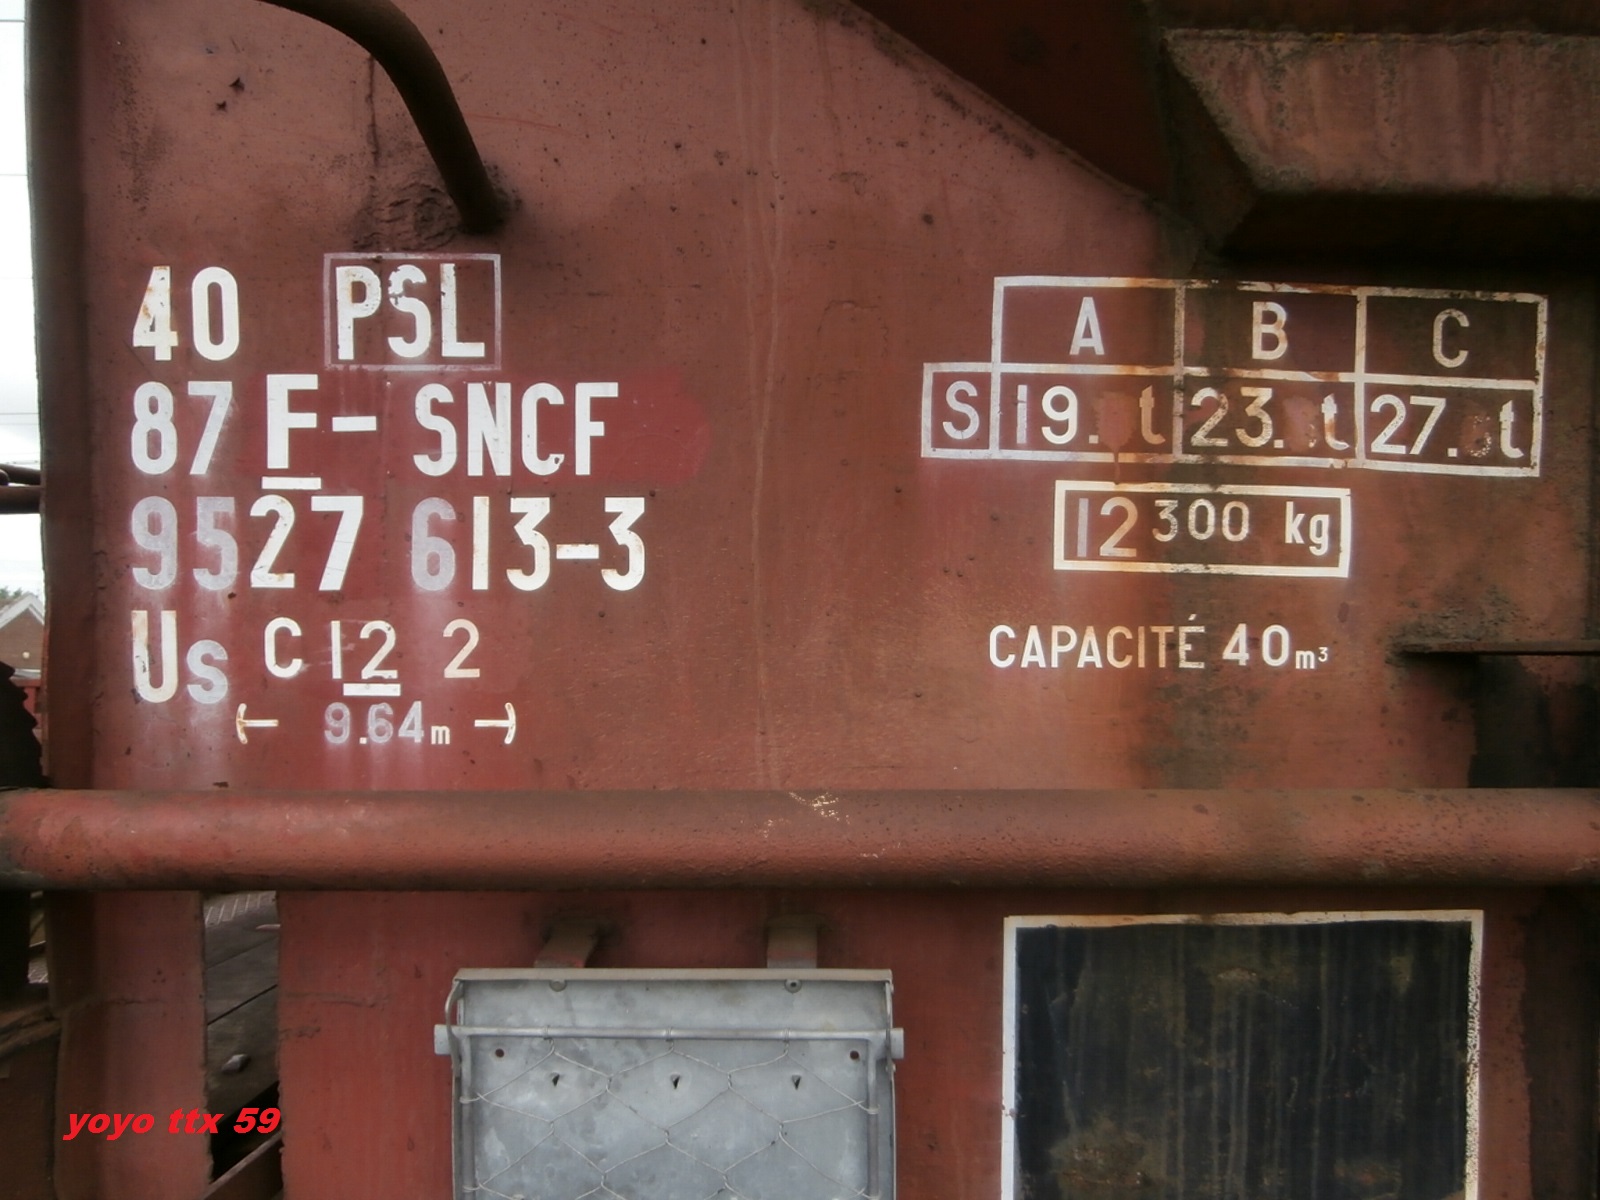 40 PSL
87 F- SNCF
9527 613-3
Us C 12 2
9.64m
A B C
S 19. t 23. t 27. t
12 300 kg
CAPACITÉ 40m³
yoyo ttx 59